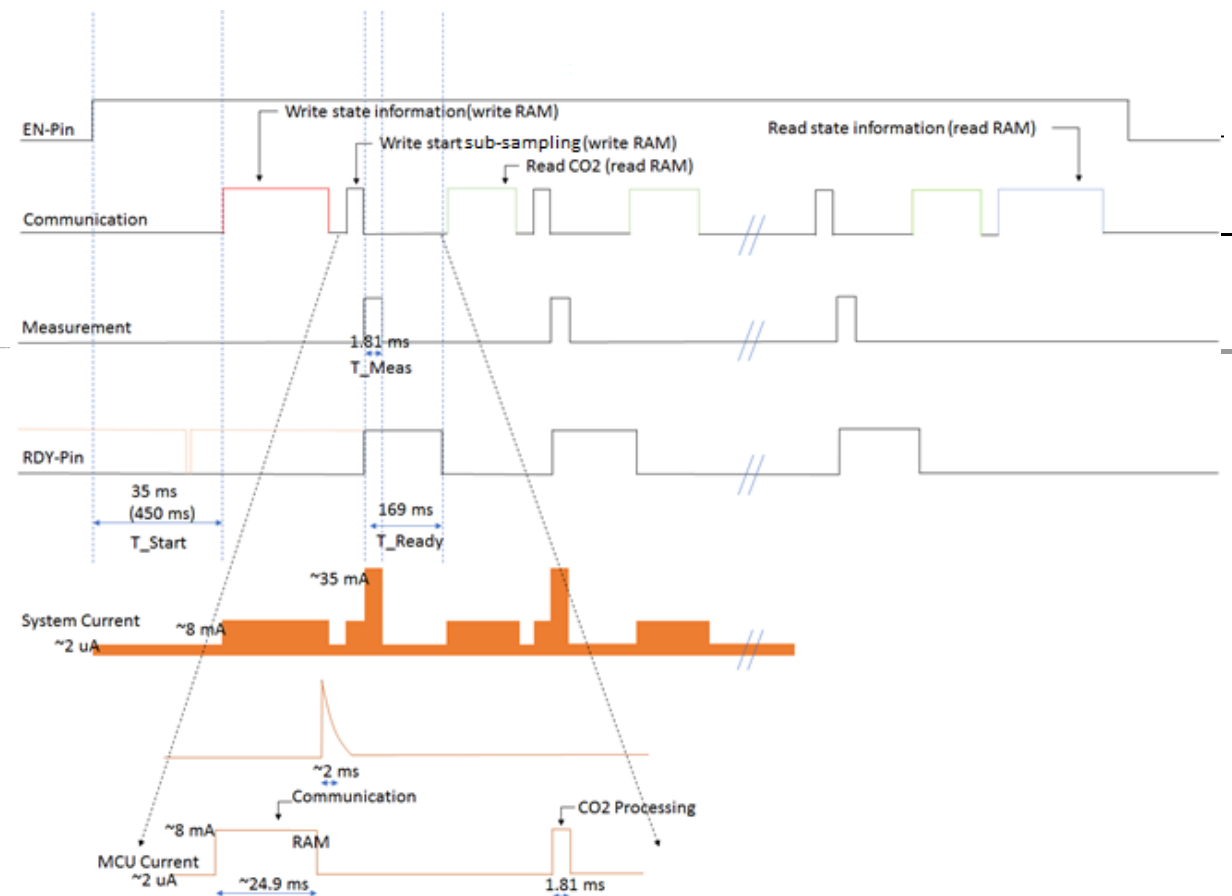 Write state information(write RAM)
EN-Pin
Read state information (read RAM)
Write start sub-sampling(write RAM)
Read CO2 (read RAM)
Communication
Measurement
1.81 ms
T_Meas
RDY-Pin
35 ms
(450 ms)
169 ms
T_Start
T_Ready
~35 mA
System Current
~8 mA
~2 uA
~2 ms
Communication
CO2 Processing
~8 mA
RAM
MCU Current
~2 uA
~24.9 ms
1.81 ms